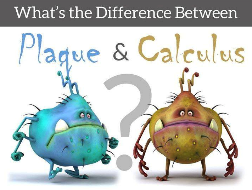 What's the Difference Between
Plaque & Calculus
?